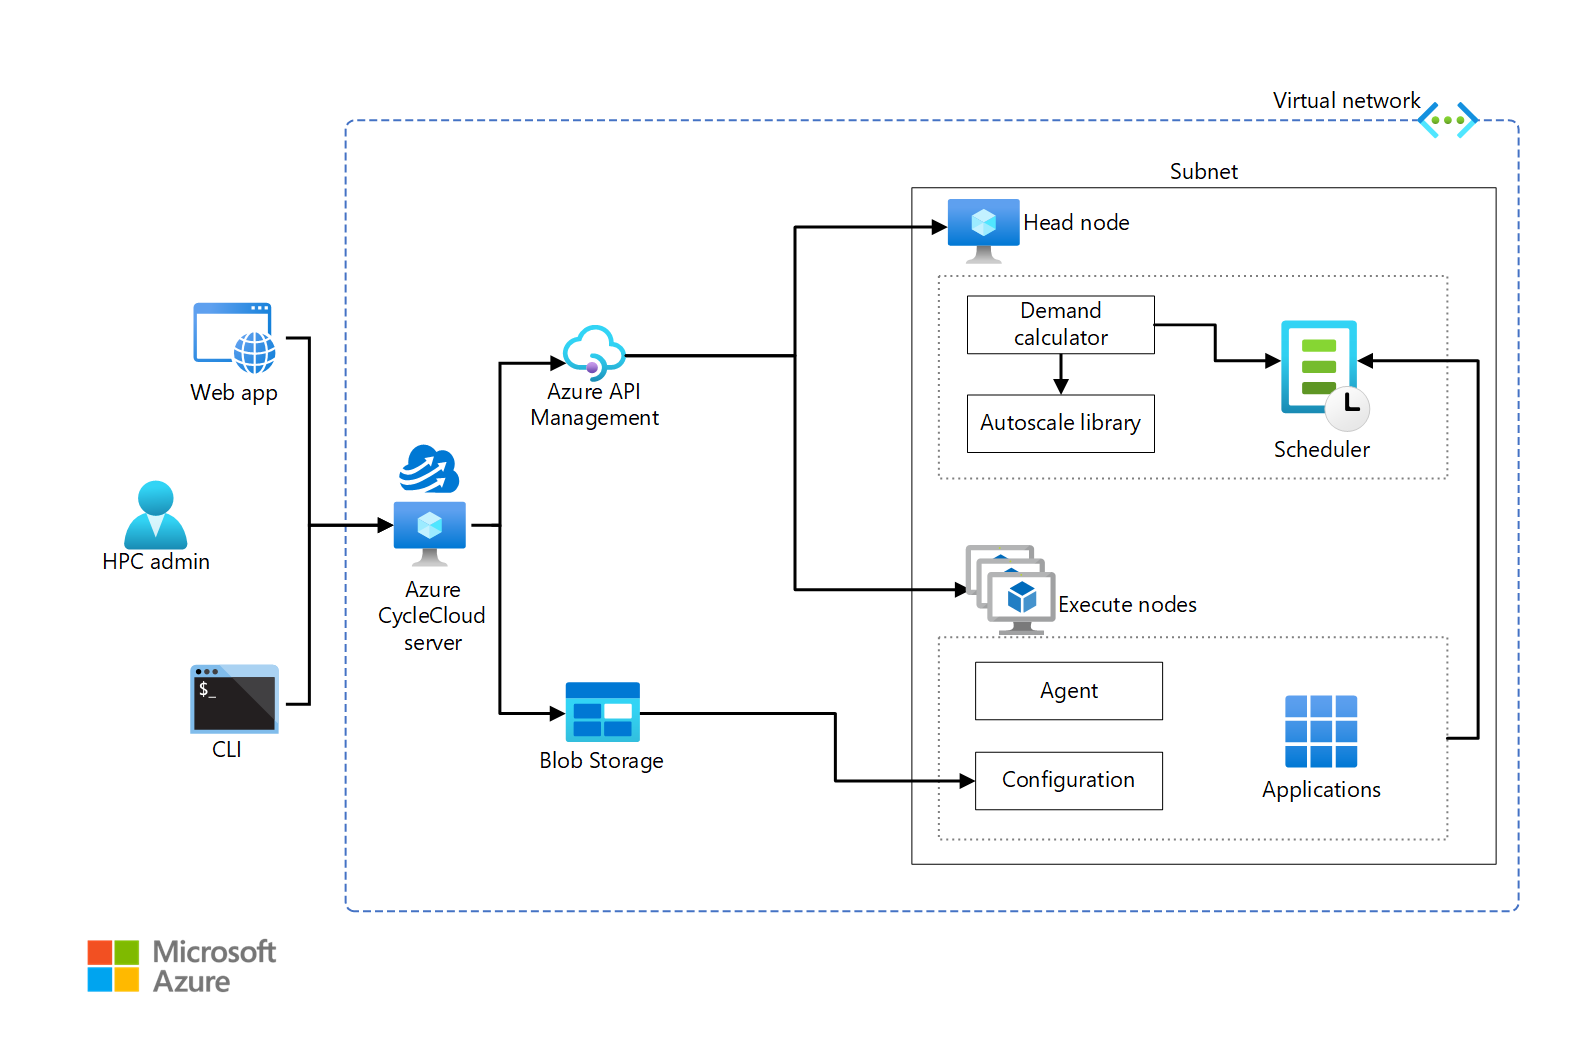 Virtual network
Subnet
Head node
Demand
calculator
Autoscale library
Scheduler
Web app
Azure API
Management
HPC admin
Azure
CycleCloud
server
Execute nodes
$_
CLI
Blob Storage
Agent
Configuration
Applications
Microsoft
Azure